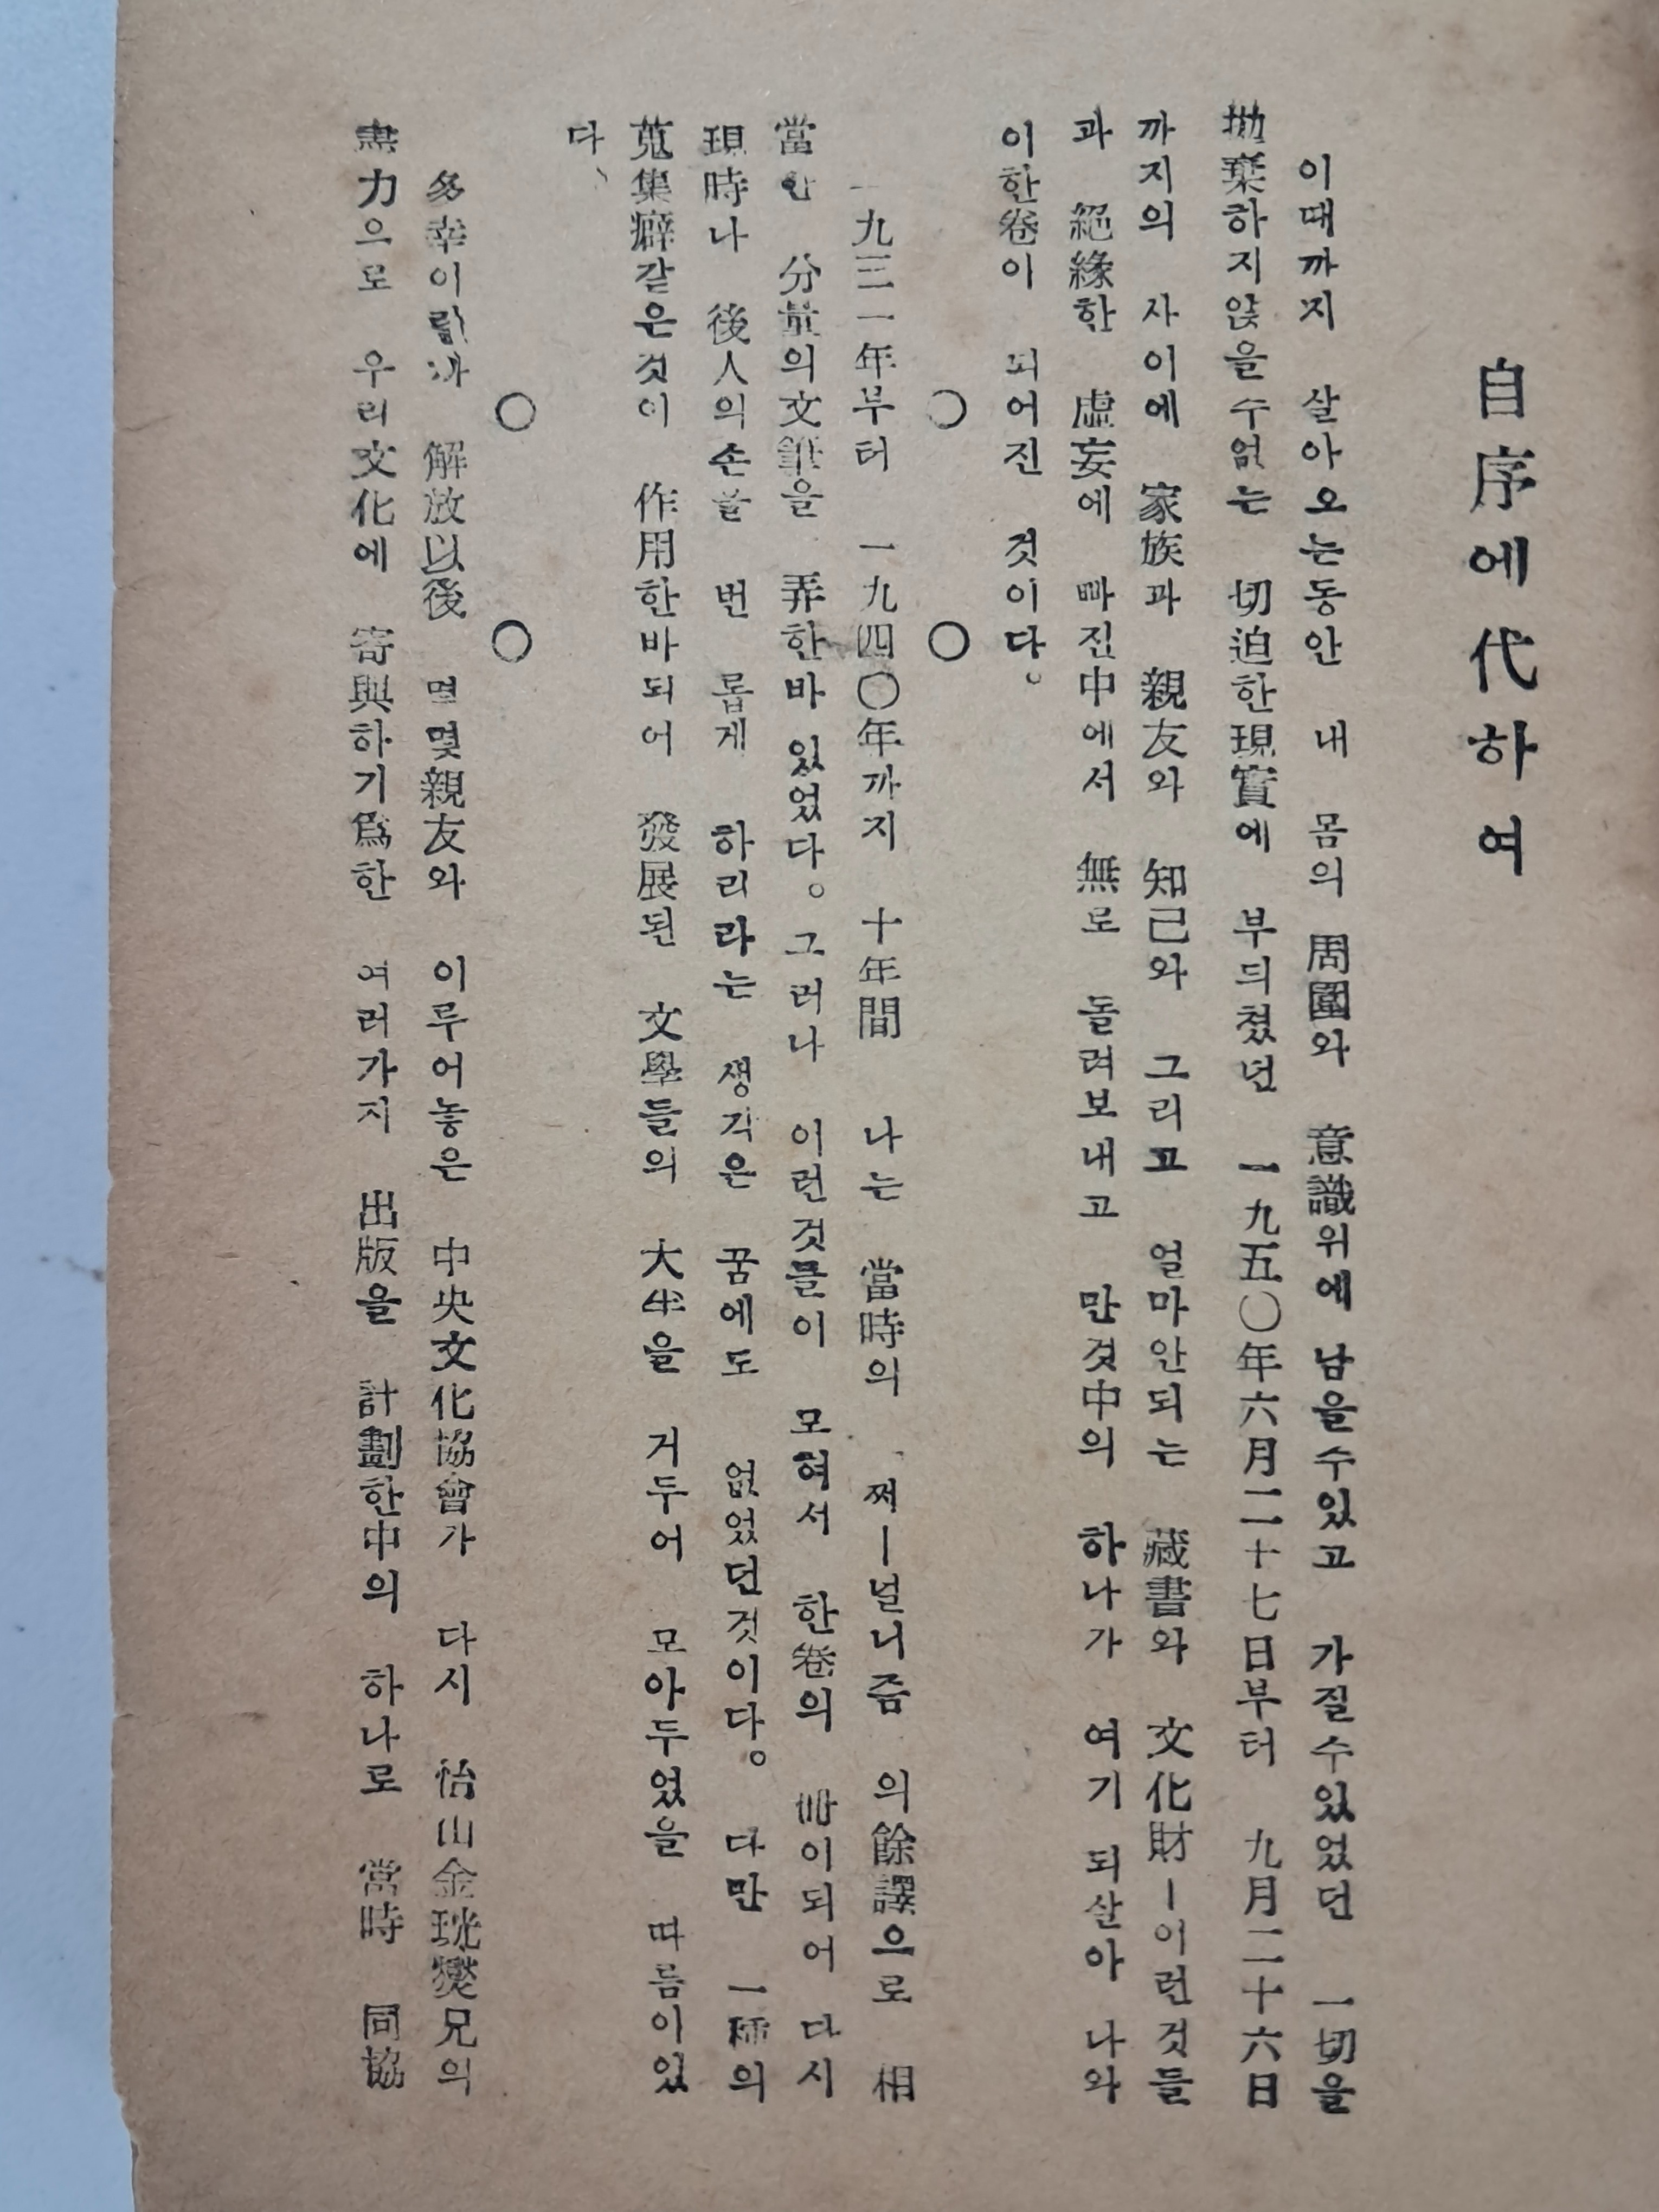 自序에代하여
이때까지 살아오는동안 내 몸의 周圍와 意識위에 남을수있고 가질수있었던 一切을
拋棄하지않을수없는 切迫한現實에 부듸쳤던 一九五〇年六月二十七日부터 九月二十六日
까지의 사이에 家族과 親友와 知己와 그리고 얼마안되는 藏書와 文化財ー이런것들
과 絕緣한 虛妄에 빠진中에서 無로 돌려보내고 만것中의 하나가 여기 되살아 나와
이한卷이 되어진 것이다。
〇 〇
一九三一年부터 一九四〇年까지 十年間 나는 當時의 쩌ー널니즘 의餘譯으로 相
當한 分量의文筆을 弄한바 있었다。그러나 이런것들이 모혀서 한卷의 冊이되어 다시
現時나 後人의손을 번 롭게 하리라는 생각은 꿈에도 없었던것이다。 다만 一種의
蒐集癖같은것이 作用한바되어 發展된 文學들의 大半을 거두어 모아두었을 따름이있
다、
〇 〇
多幸이랄까 解放以後 몇몇親友와 이루어놓은 中央文化協會가 다시 怡山金珖燮兄의
盡力으로 우리文化에 寄與하기爲한 여러가지 出版을 計劃한中의 하나로 當時 同協